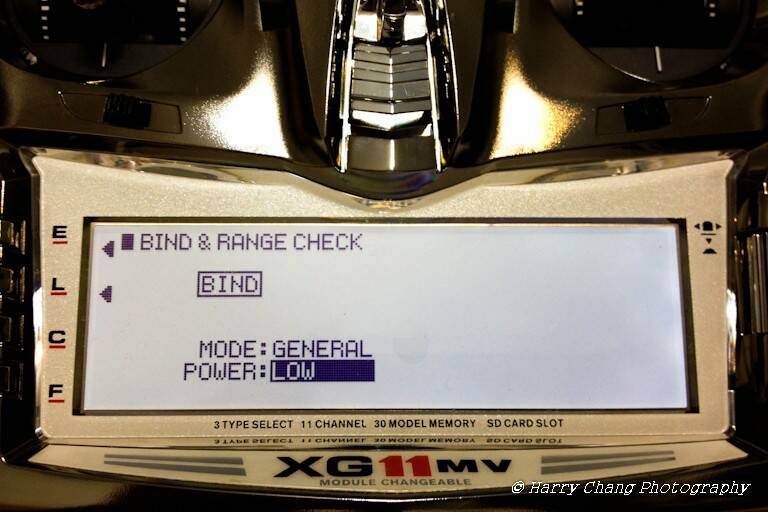 E
L
C
F
BIND & RANGE CHECK
BIND
MODE:GENERAL
POWER:LOW
3 TYPE SELECT 11 CHANNEL 30 MODEL MEMORY SD CARD SLOT
XG11MV
MODULE CHANGEABLE
© Harry Chang Photography